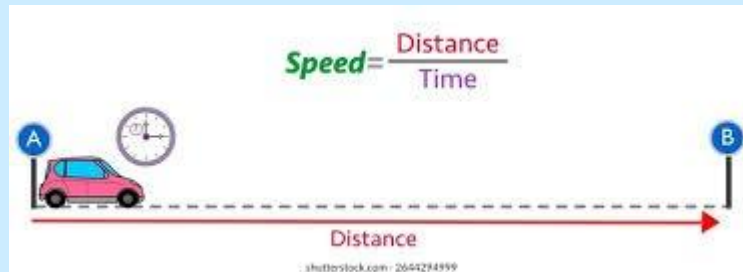 Speed=
Distance
Time
A
B
Distance
shutterstock.com · 2644294999